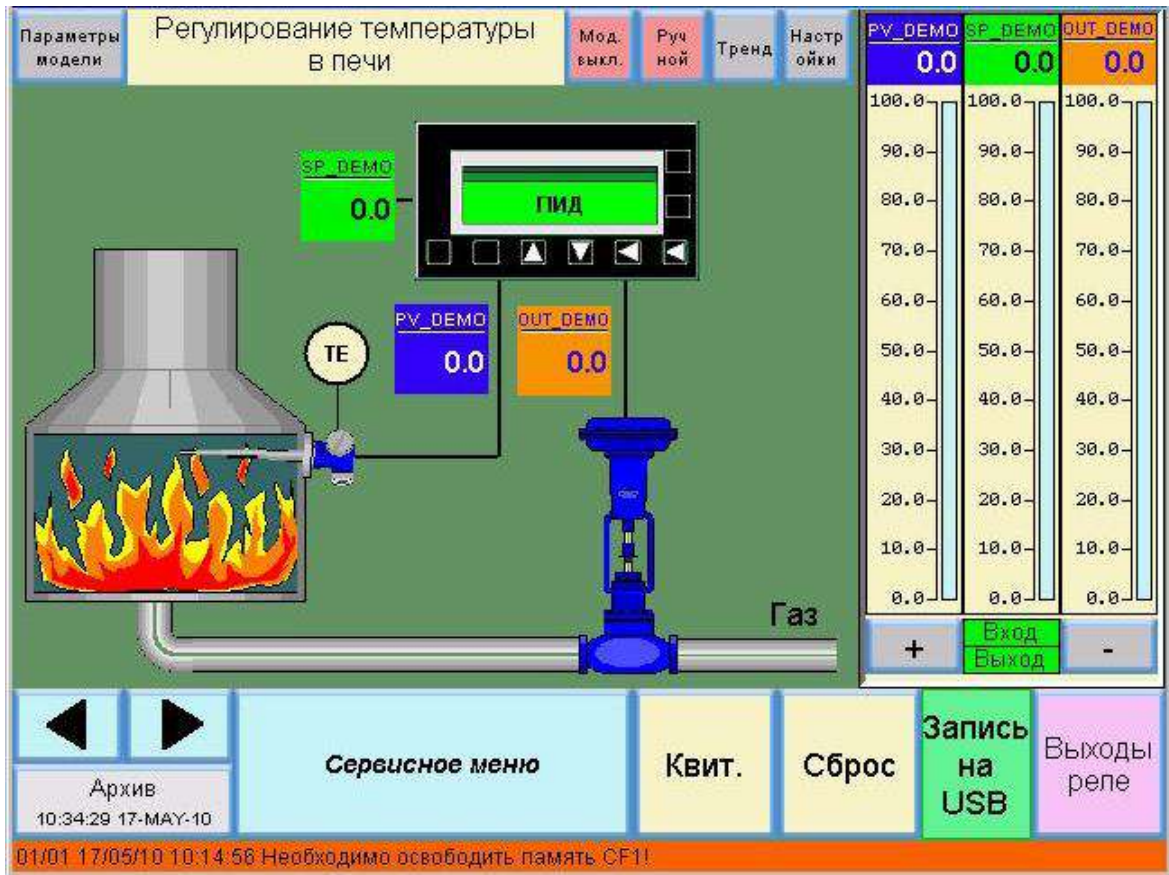 Параметры
модели
Регулирование температуры
в печи
Мод.
выкл.
Руч
ной
Тренд
Настр
ойки
PV_DEMO
0.0
SP_DEMO
0.0
OUT_DEMO
0.0
100.0
90.0
80.0
70.0
60.0
50.0
40.0
30.0
20.0
10.0
0.0
100.0
90.0
80.0
70.0
60.0
50.0
40.0
30.0
20.0
10.0
0.0
100.0
90.0
80.0
70.0
60.0
50.0
40.0
30.0
20.0
10.0
0.0
+
Вход
Выход
-
SP_DEMO
0.0
ПИД
PV_DEMO
0.0
OUT_DEMO
0.0
TE
Газ
Архив
10:34:29 17-MAY-10
Сервисное меню
Квит.
Сброс
Запись
на
USB
Выходы
реле
01/01 17/05/10 10:14:56 Необходимо освободить память CF1!